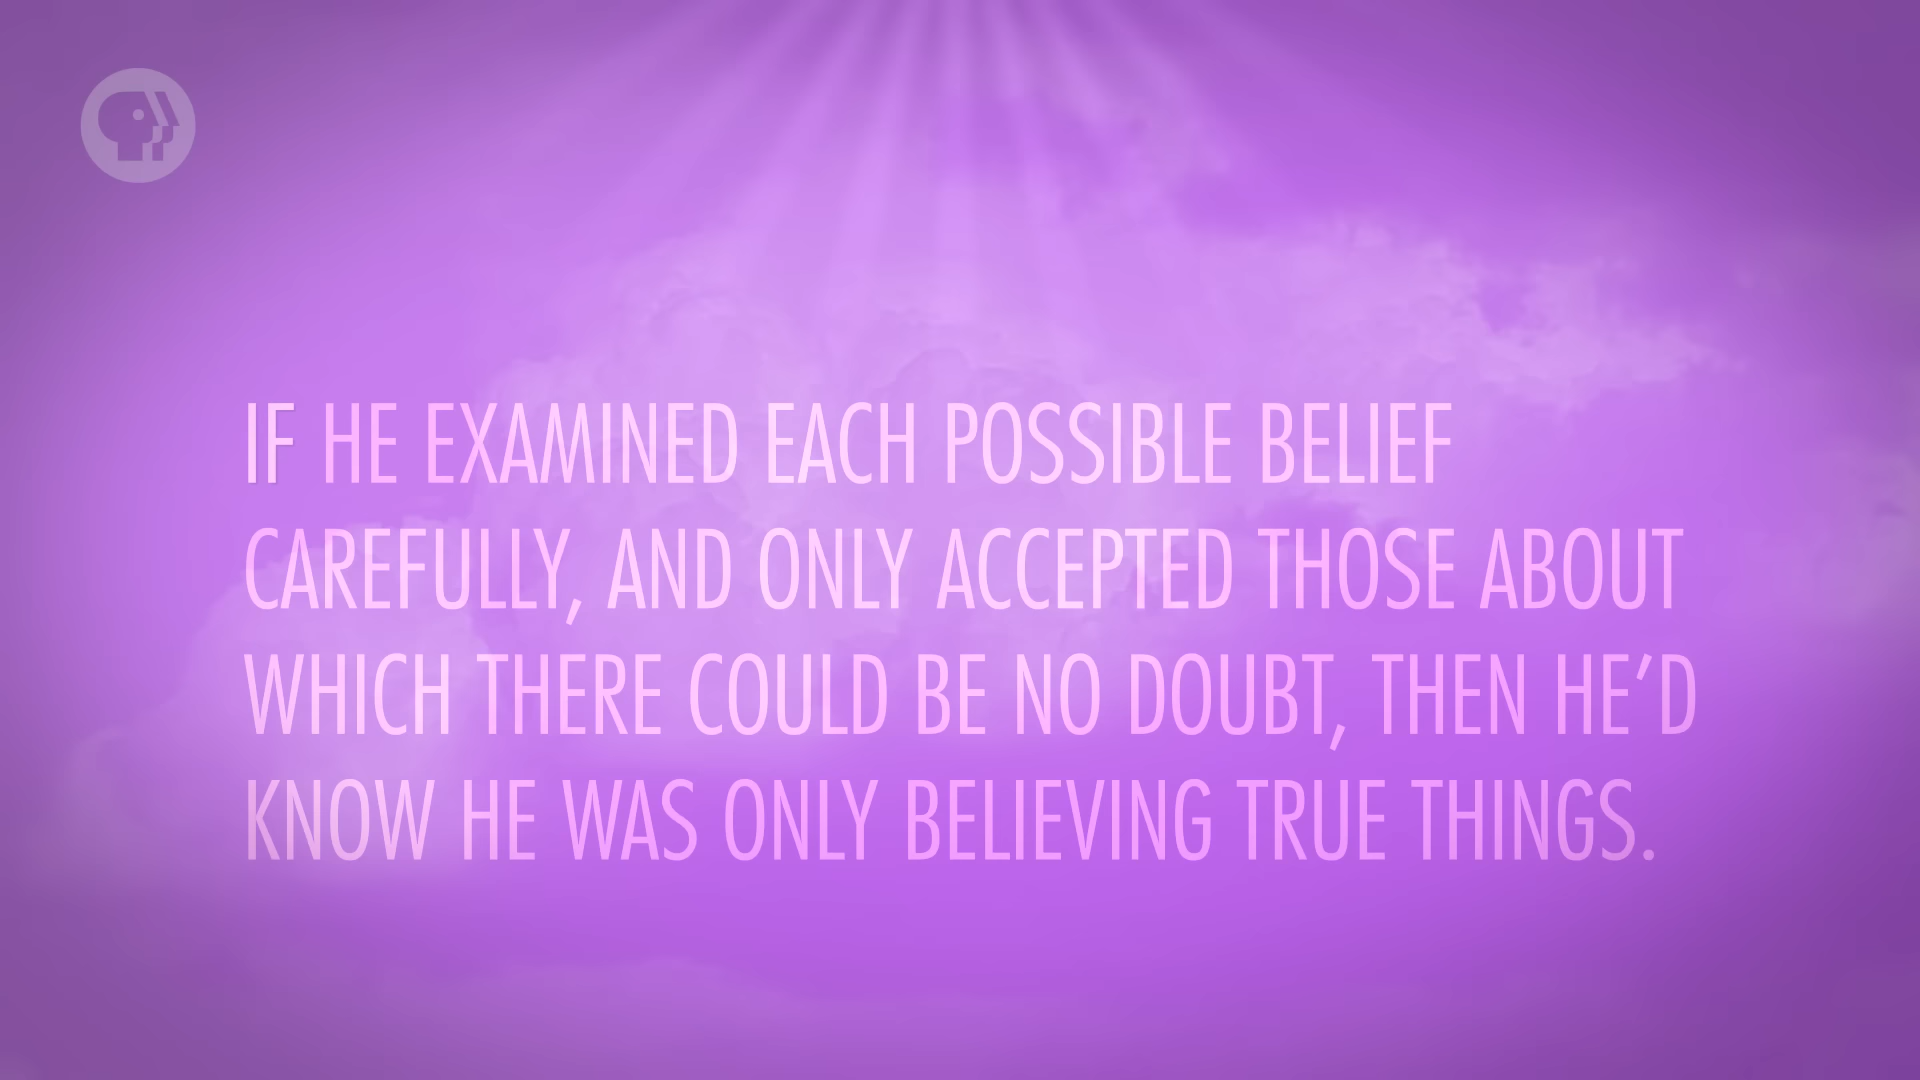 IF HE EXAMINED EACH POSSIBLE BELIEF
CAREFULLY, AND ONLY ACCEPTED THOSE ABOUT
WHICH THERE COULD BE NO DOUBT, THEN HE'D
KNOW HE WAS ONLY BELIEVING TRUE THINGS.